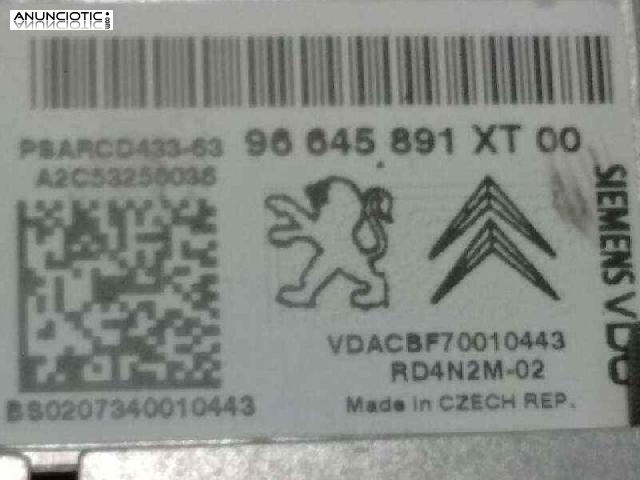 ANUNCIOTIC.com
PSARCD433-63
96 645 891 XT 00
A2C53258036
SIEMENS VDO
VDACBF70010443
RD4N2M-02
BS0207340010443
Made in CZECH REP.